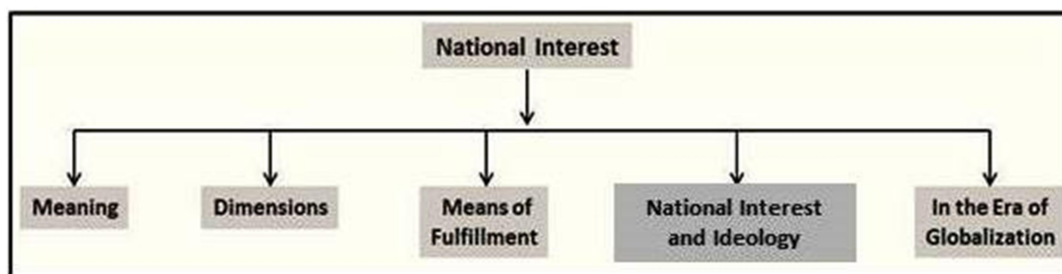 National Interest
Meaning
Dimensions
Means of
Fulfillment
National Interest
and Ideology
In the Era of
Globalization